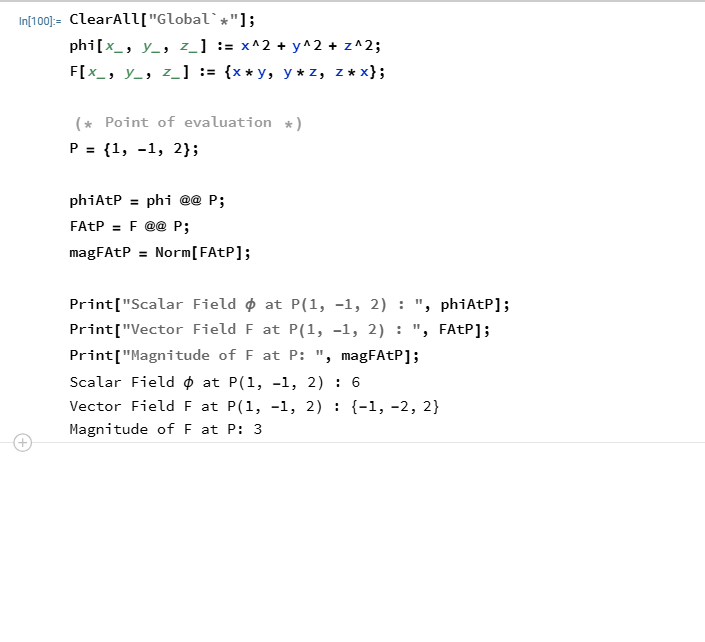 In[100]:= ClearAll["Global`*"];
phi[x_, y_, z_] := x^2 + y^2 + z^2;
F[x_, y_, z_] := {x*y, y*z, z*x};
(* Point of evaluation *)
P = {1, -1, 2};
phiAtP = phi @@ P;
FAtP = F @@ P;
magFAtP = Norm[FAtP];
Print["Scalar Field ϕ at P(1, -1, 2) : ", phiAtP];
Print["Vector Field F at P(1, -1, 2) : ", FAtP];
Print["Magnitude of F at P: ", magFAtP];
Scalar Field ϕ at P(1, -1, 2) : 6
Vector Field F at P(1, -1, 2) : {-1, -2, 2}
Magnitude of F at P: 3